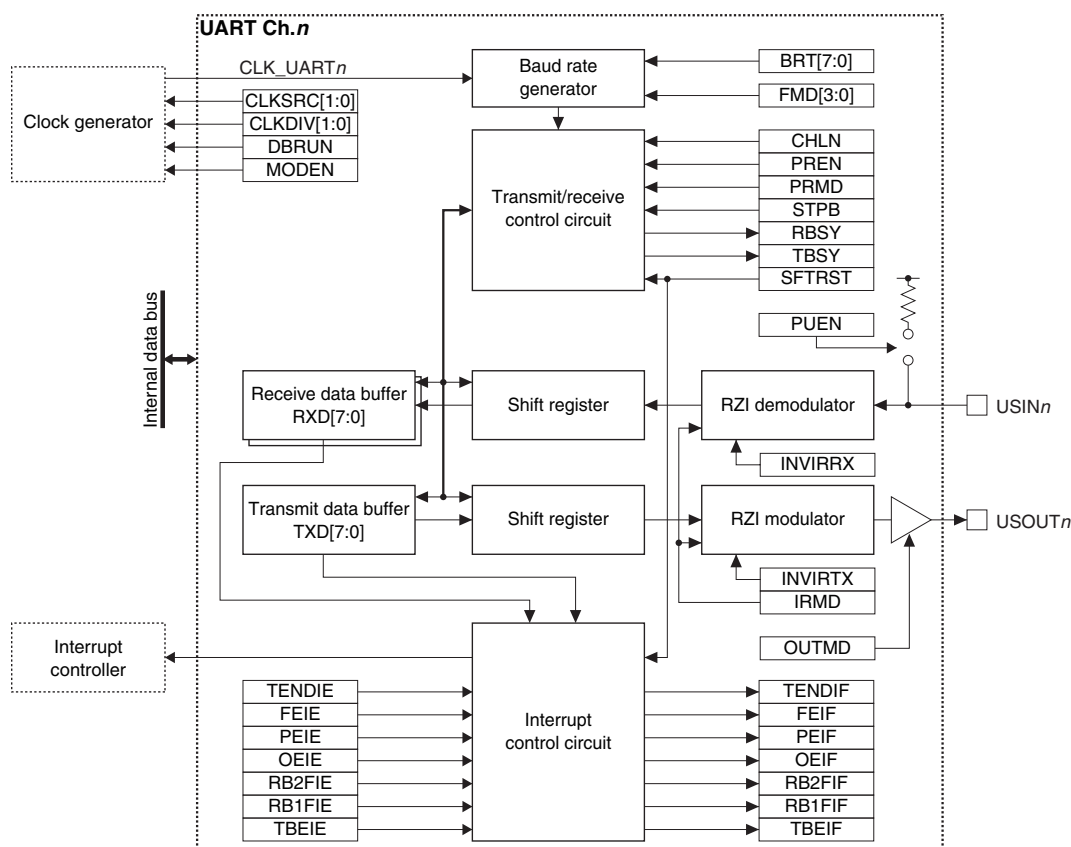 UART Ch.n
CLK_UARTn
Clock generator
CLKSRC[1:0]
CLKDIV[1:0]
DBRUN
MODEN
Baud rate
generator
BRT[7:0]
FMD[3:0]
Transmit/receive
control circuit
CHLN
PREN
PRMD
STPB
RBSY
TBSY
SFTRST
PUEN
Internal data bus
Receive data buffer
RXD[7:0]
Shift register
RZI demodulator
USINn
INVIRRX
Transmit data buffer
TXD[7:0]
Shift register
RZI modulator
USOUTn
INVIRTX
IRMD
OUTMD
Interrupt
controller
TENDIE
FEIE
PEIE
OEIE
RB2FIE
RB1FIE
TBEIE
Interrupt
control circuit
TENDIF
FEIF
PEIF
OEIF
RB2FIF
RB1FIF
TBEIF